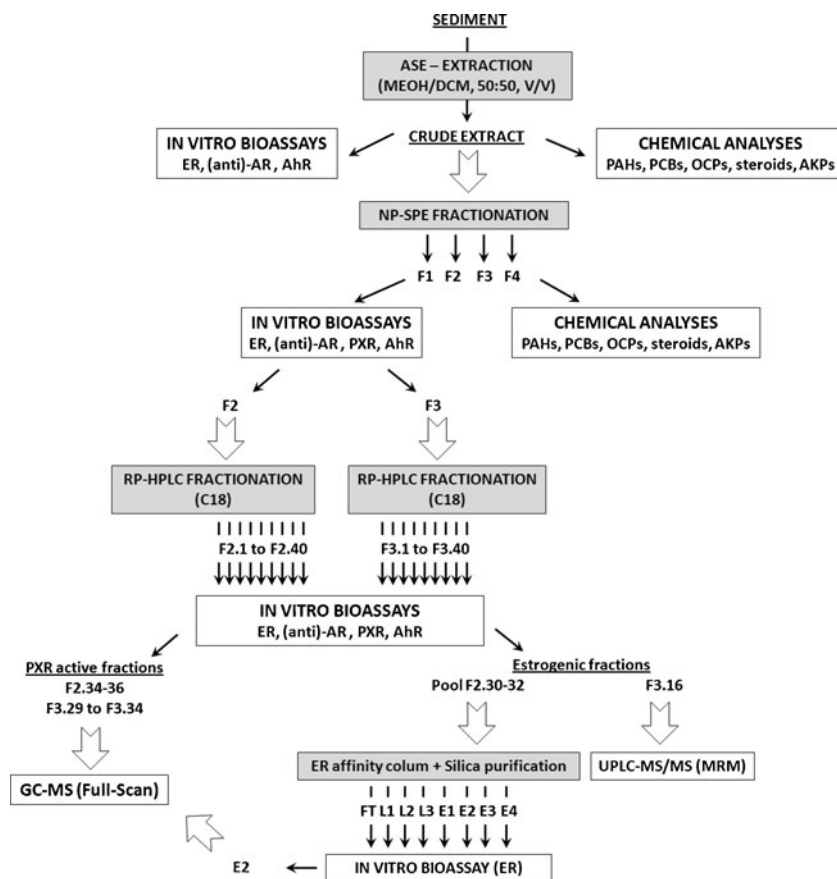 SEDIMENT
ASE – EXTRACTION
(MEOH/DCM, 50:50, V/V)
IN VITRO BIOASSAYS
ER, (anti)-AR, AhR
CRUDE EXTRACT
CHEMICAL ANALYSES
PAHs, PCBs, OCPs, steroids, AKPs
NP-SPE FRACTIONATION
F1 F2 F3 F4
IN VITRO BIOASSAYS
ER, (anti)-AR, PXR, AhR
CHEMICAL ANALYSES
PAHs, PCBs, OCPs, steroids, AKPs
F2
F3
RP-HPLC FRACTIONATION
(C18)
RP-HPLC FRACTIONATION
(C18)
F2.1 to F2.40
F3.1 to F3.40
IN VITRO BIOASSAYS
ER, (anti)-AR, PXR, AhR
PXR active fractions
F2.34-36
F3.29 to F3.34
Estrogenic fractions
Pool F2.30-32
F3.16
GC-MS (Full-Scan)
ER affinity colum + Silica purification
UPLC-MS/MS (MRM)
FT L1 L2 L3 E1 E2 E3 E4
E2
IN VITRO BIOASSAY (ER)